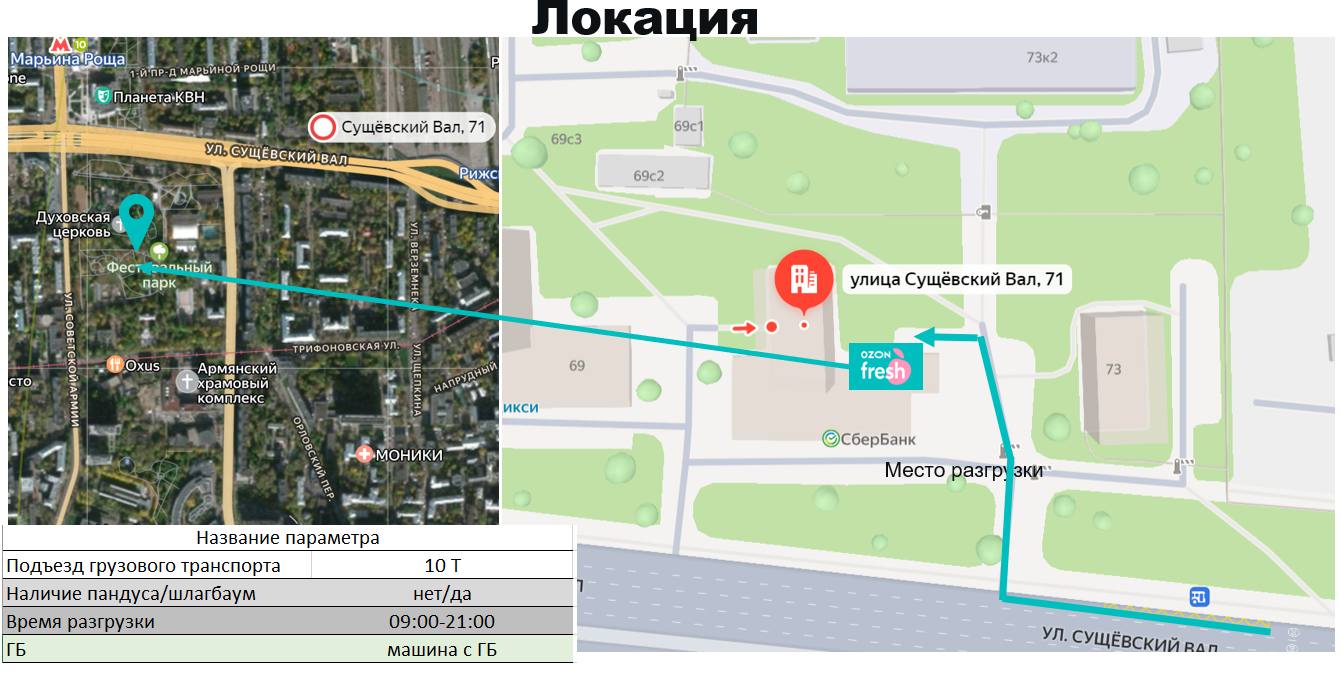 Локация
10
Марьина Роща
1-Й ПР-Д МАРЬИНОЙ РОЩИ
Планета КВН
Сущёвский Вал, 71
УЛ. СУЩЁВСКИЙ ВАЛ
Духовская
церковь
Фестивальный
парк
УЛ. СОВЕТСКОЙ АРМИИ
ТРИФОНОВСКАЯ УЛ.
УЛ. ЩЕПКИНА
НАПРУДНЫЙ
Oxus
сто
Армянский
храмовый
комплекс
ОРЛОВСКИЙ ПЕР.
МОНИКИ
73к2
69с1
69с3
69с2
улица Сущёвский Вал, 71
OZON
fresh
69
73
икси
СберБанк
Место разгрузки
УЛ. СУЩЁВСКИЙ ВАЛ
Название параметра
Подъезд грузового транспорта 10 Т
Наличие пандуса/шлагбаум нет/да
Время разгрузки 09:00-21:00
ГБ машина с ГБ